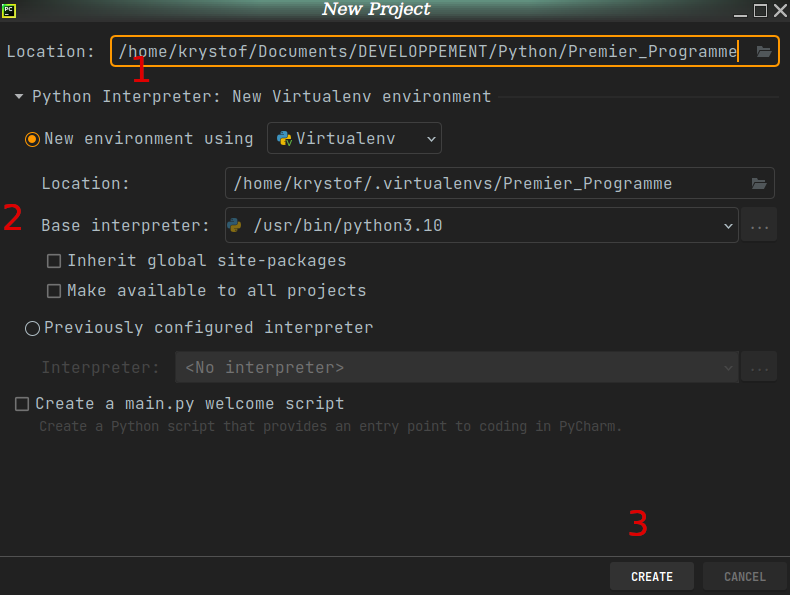 PC New Project
Location: /home/krystof/Documents/DEVELOPPEMENT/Python/Premier_Programme
1
Python Interpreter: New Virtualenv environment
New environment using Virtualenv
Location: /home/krystof/.virtualenvs/Premier_Programme
2 Base interpreter: /usr/bin/python3.10 ...
Inherit global site-packages
Make available to all projects
Previously configured interpreter
Interpreter: <No interpreter> ...
Create a main.py welcome script
Create a Python script that provides an entry point to coding in PyCharm.
3
CREATE CANCEL